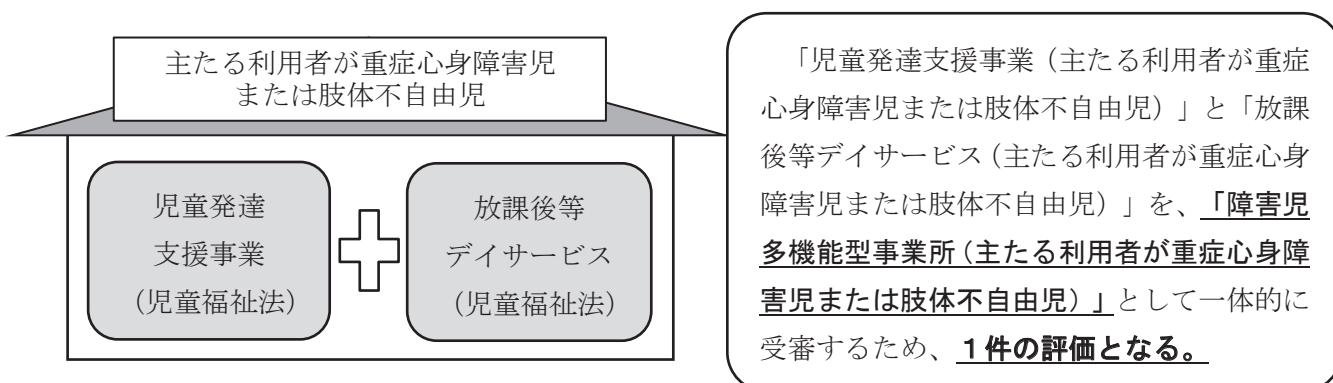 主たる利用者が重症心身障害児
または肢体不自由児
児童発達
支援事業
（児童福祉法）
放課後等
デイサービス
（児童福祉法）
「児童発達支援事業（主たる利用者が重症
心身障害児または肢体不自由児）」と「放課
後等デイサービス（主たる利用者が重症心身
障害児または肢体不自由児）」を、「障害児
多機能型事業所（主たる利用者が重症心身障
害児または肢体不自由児）」として一体的に
受審するため、１件の評価となる。